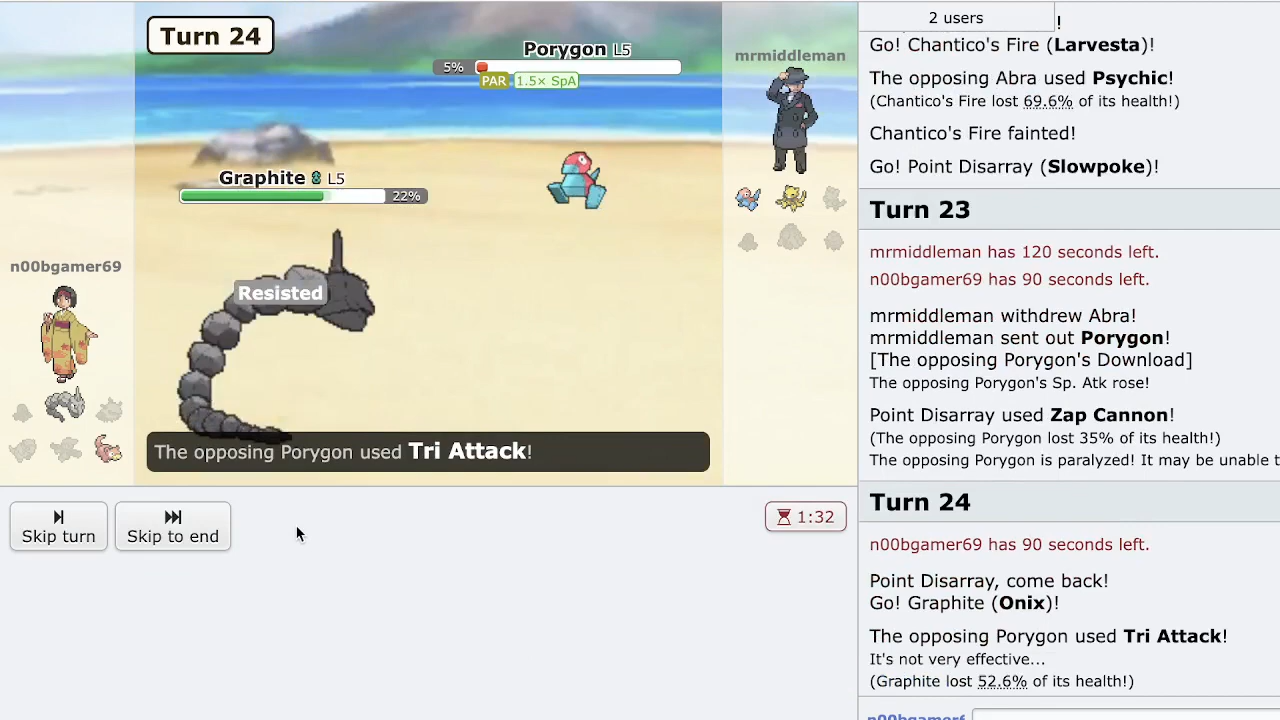 Turn 24
Porygon L5
5%
PAR 1.5× SpA
mrmiddleman
Graphite L5
22%
n00bgamer69
Resisted
The opposing Porygon used Tri Attack!
Skip turn
Skip to end
1:32
2 users
!
Go! Chantico's Fire (Larvesta)!
The opposing Abra used Psychic!
(Chantico's Fire lost 69.6% of its health!)
Chantico's Fire fainted!
Go! Point Disarray (Slowpoke)!
Turn 23
mrmiddleman has 120 seconds left.
n00bgamer69 has 90 seconds left.
mrmiddleman withdrew Abra!
mrmiddleman sent out Porygon!
[The opposing Porygon's Download]
The opposing Porygon's Sp. Atk rose!
Point Disarray used Zap Cannon!
(The opposing Porygon lost 35% of its health!)
The opposing Porygon is paralyzed! It may be unable t
Turn 24
n00bgamer69 has 90 seconds left.
Point Disarray, come back!
Go! Graphite (Onix)!
The opposing Porygon used Tri Attack!
It's not very effective...
(Graphite lost 52.6% of its health!)